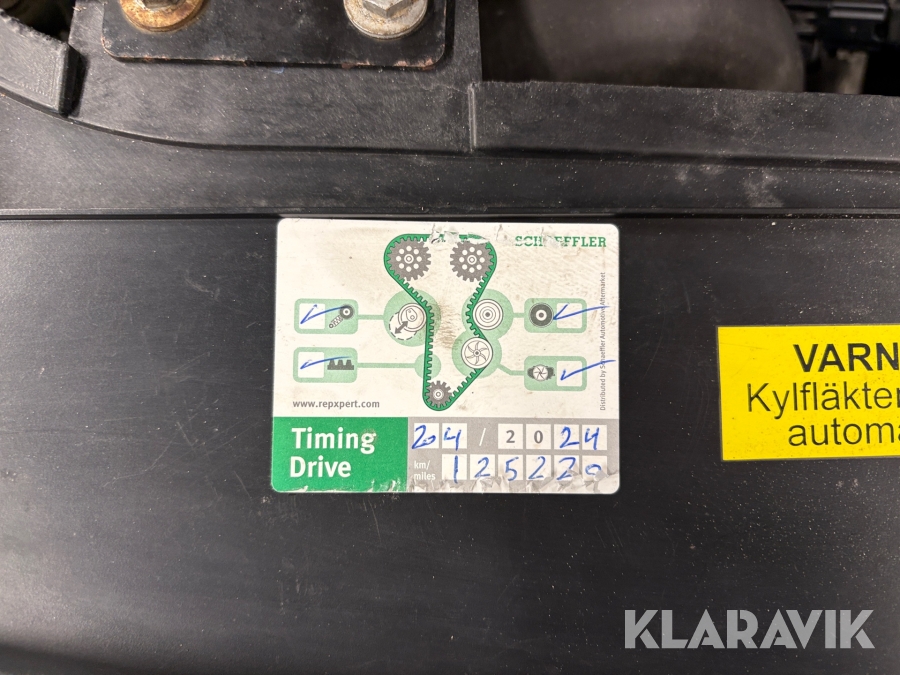 SCHAEFFLER
Distributed by Schaeffler Automotive Aftermarket
www.repxpert.com
Timing Drive
204 / 2024
km/miles 125220
VARN
Kylfläkter
automa
KLARAVIK